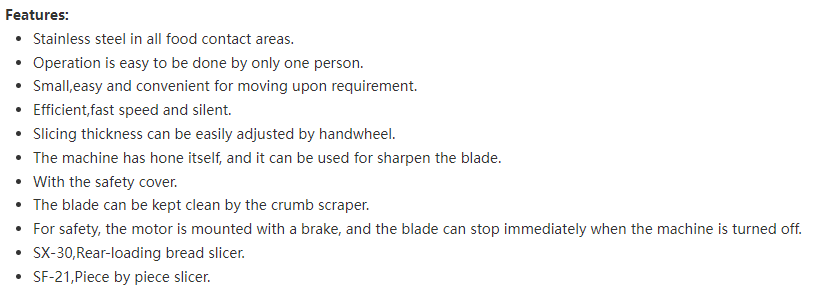 Features:
Stainless steel in all food contact areas.
Operation is easy to be done by only one person.
Small,easy and convenient for moving upon requirement.
Efficient,fast speed and silent.
Slicing thickness can be easily adjusted by handwheel.
The machine has hone itself, and it can be used for sharpen the blade.
With the safety cover.
The blade can be kept clean by the crumb scraper.
For safety, the motor is mounted with a brake, and the blade can stop immediately when the machine is turned off.
SX-30,Rear-loading bread slicer.
SF-21,Piece by piece slicer.